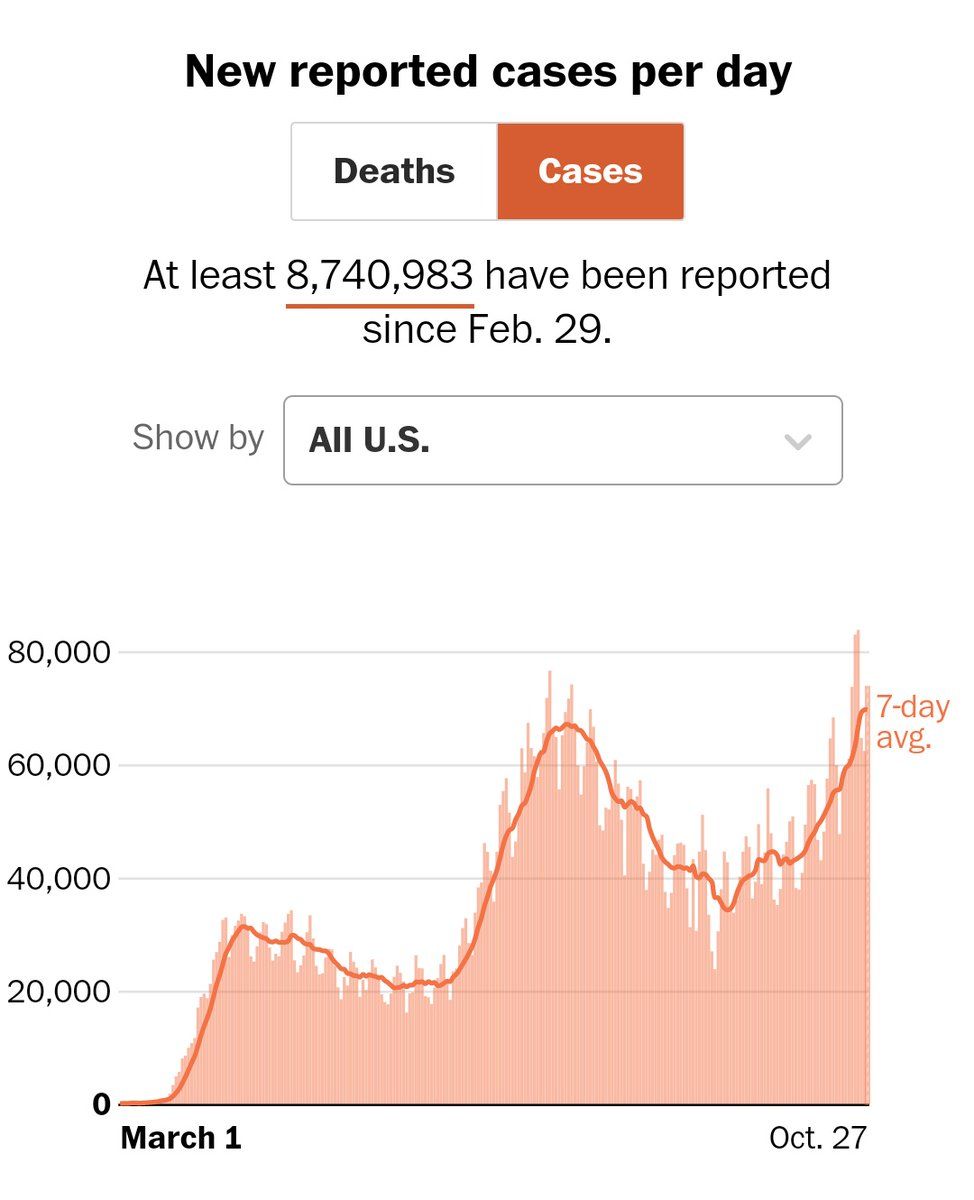 New reported cases per day
Deaths Cases
At least 8,740,983 have been reported
since Feb. 29.
Show by All U.S.
80,000
7-day
avg.
60,000
40,000
20,000
0
March 1 Oct. 27